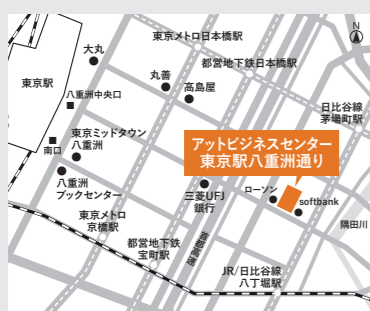 東京メトロ日本橋駅
N
大丸
都営地下鉄日本橋駅
丸善
東京駅
高島屋
八重洲中央口
日比谷線
茅場町駅
南口
東京ミッドタウン
八重洲
アットビジネスセンター
東京駅八重洲通り
八重洲
ブックセンター
三菱UFJ
銀行
ローソン
softbank
東京メトロ
京橋駅
隅田川
都営地下鉄
宝町駅
首都高速
JR/日比谷線
八丁堀駅